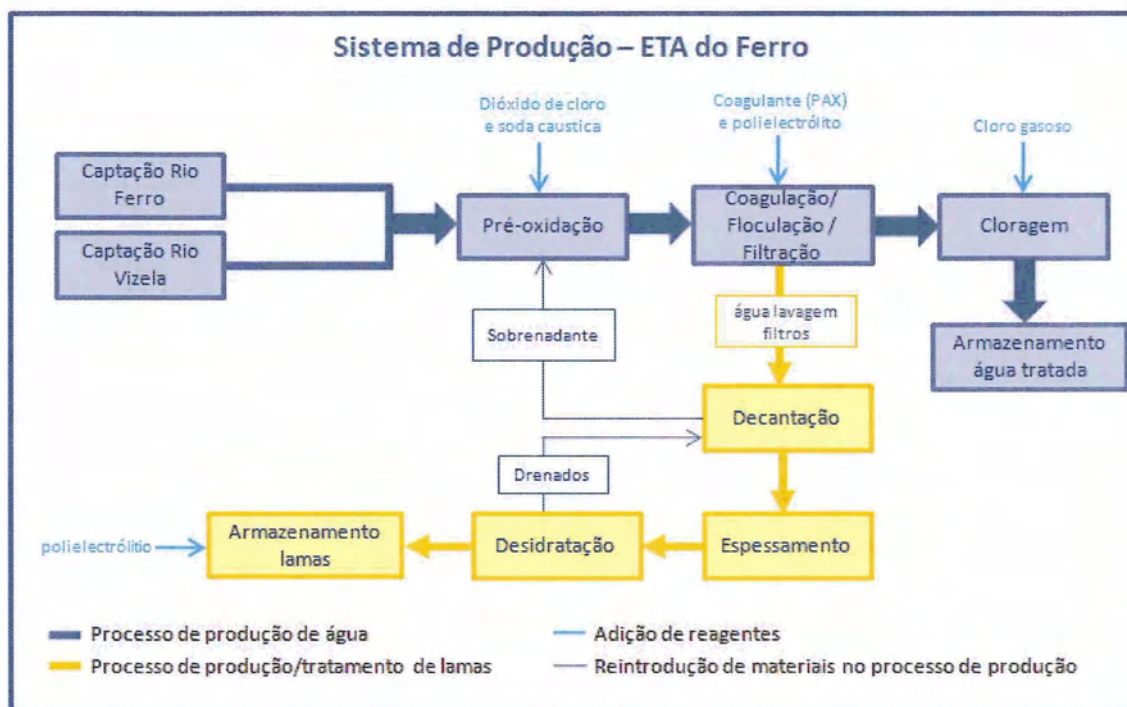 Sistema de Produção – ETA do Ferro
Dióxido de cloro
e soda caustica
Coagulante (PAX)
e polielectrólito
Cloro gasoso
Captação Rio
Ferro
Captação Rio
Vizela
Pré-oxidação
Coagulação/
Floculação /
Filtração
Cloragem
Armazenamento
água tratada
água lavagem
filtros
Sobrenadante
Decantação
Drenados
polielectrólitio
Armazenamento
lamas
Desidratação
Espessamento
Processo de produção de água
Adição de reagentes
Processo de produção/tratamento de lamas
Reintrodução de materiais no processo de produção